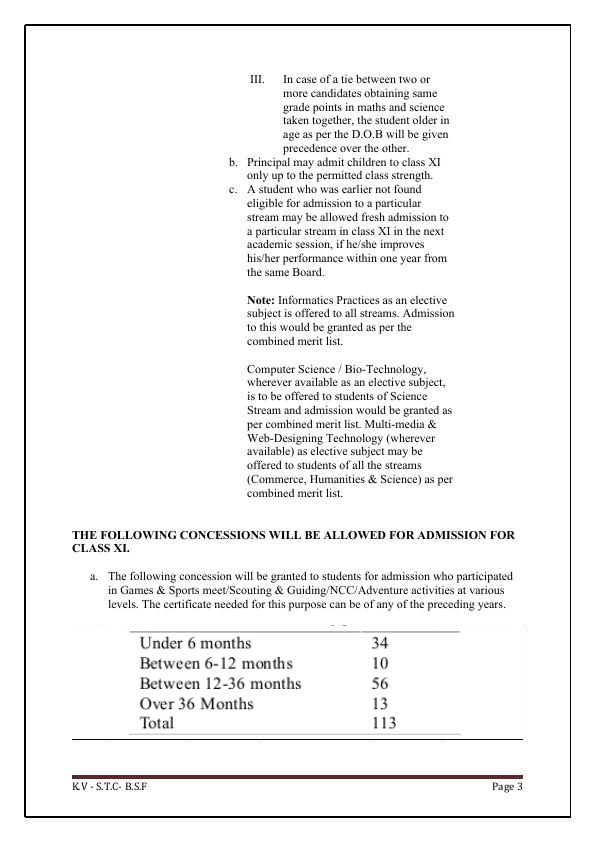 III. In case of a tie between two or
more candidates obtaining same
grade points in maths and science
taken together, the student older in
age as per the D.O.B will be given
precedence over the other.
b. Principal may admit children to class XI
only up to the permitted class strength.
c. A student who was earlier not found
eligible for admission to a particular
stream may be allowed fresh admission to
a particular stream in class XI in the next
academic session, if he/she improves
his/her performance within one year from
the same Board.
Note: Informatics Practices as an elective
subject is offered to all streams. Admission
to this would be granted as per the
combined merit list.
Computer Science / Bio-Technology,
wherever available as an elective subject,
is to be offered to students of Science
Stream and admission would be granted as
per combined merit list. Multi-media &
Web-Designing Technology (wherever
available) as elective subject may be
offered to students of all the streams
(Commerce, Humanities & Science) as per
combined merit list.
THE FOLLOWING CONCESSIONS WILL BE ALLOWED FOR ADMISSION FOR
CLASS XI.
a. The following concession will be granted to students for admission who participated
in Games & Sports meet/Scouting & Guiding/NCC/Adventure activities at various
levels. The certificate needed for this purpose can be of any of the preceding years.
Under 6 months 34
Between 6-12 months 10
Between 12-36 months 56
Over 36 Months 13
Total 113
K.V - S.T.C- B.S.F Page 3